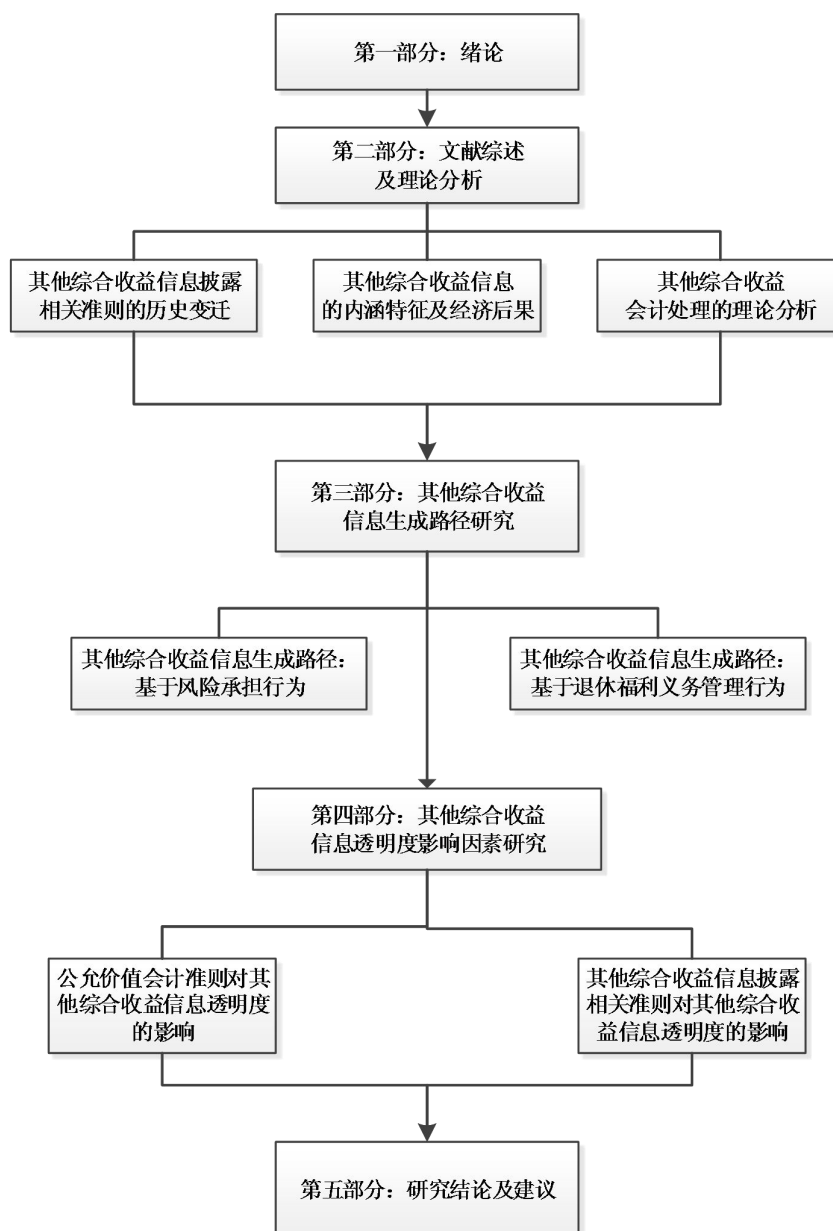 第一部分：绪论
第二部分：文献综述
及理论分析
其他综合收益信息披露
相关准则的历史变迁
其他综合收益信息
的内涵特征及经济后果
其他综合收益
会计处理的理论分析
第三部分：其他综合收益
信息生成路径研究
其他综合收益信息生成路径：
基于风险承担行为
其他综合收益信息生成路径：
基于退休福利义务管理行为
第四部分：其他综合收益
信息透明度影响因素研究
公允价值会计准则对其
他综合收益信息透明度
的影响
其他综合收益信息披露
相关准则对其他综合收
益信息透明度的影响
第五部分：研究结论及建议